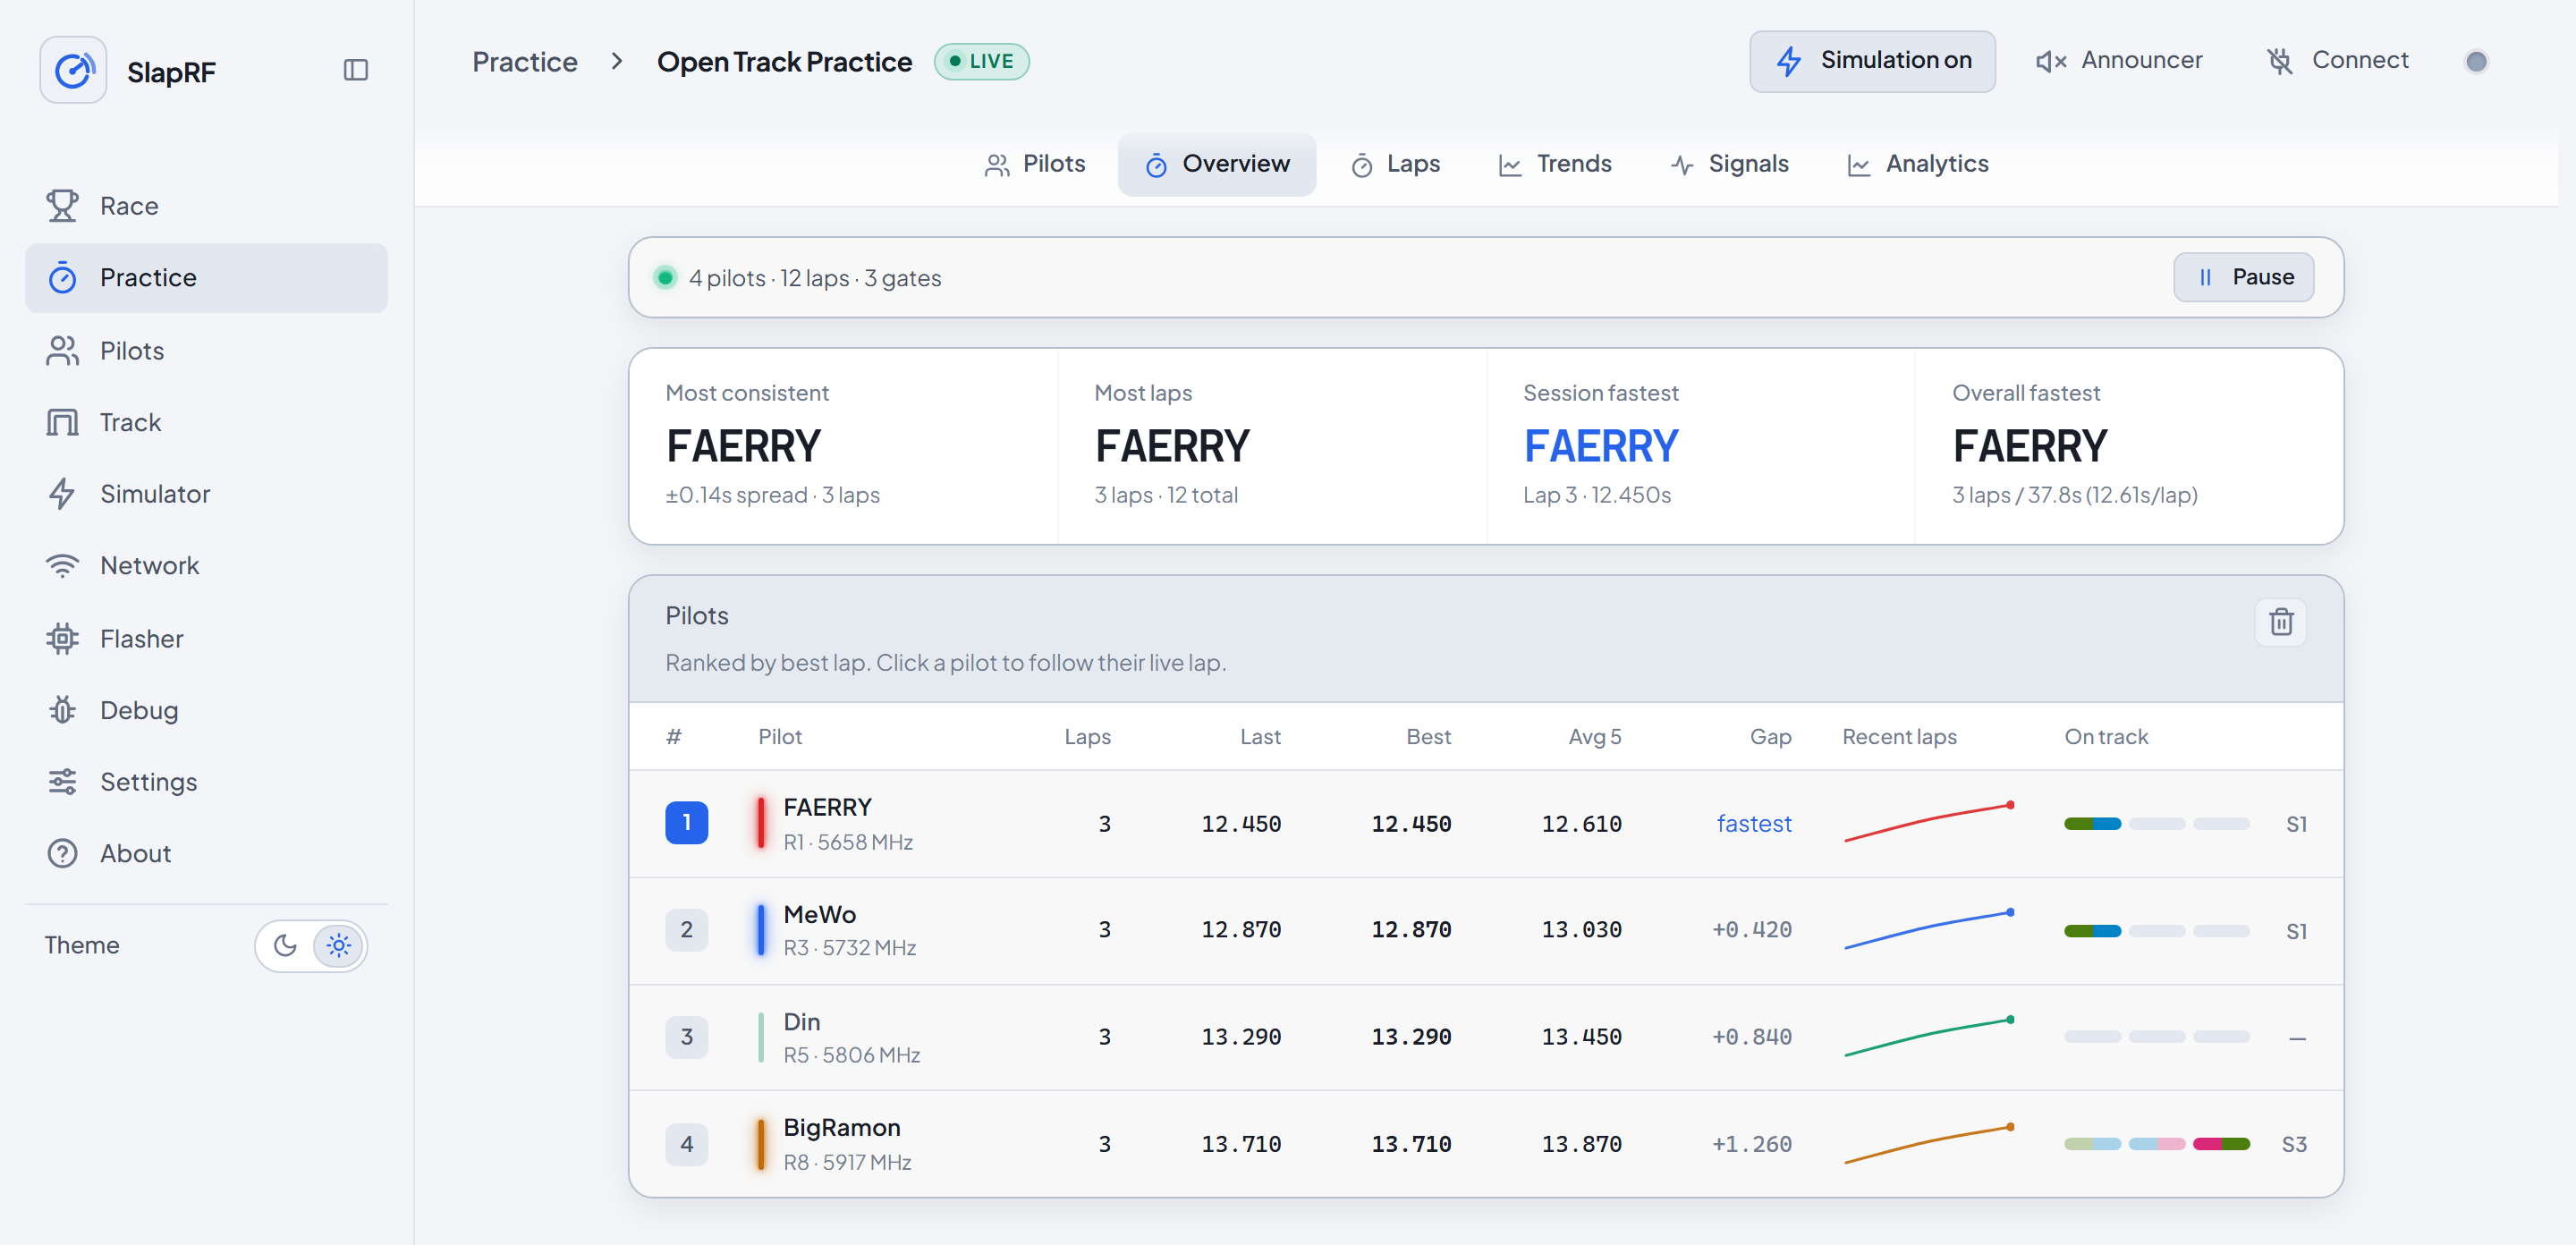 SlapRF
Race
Practice
Pilots
Track
Simulator
Network
Flasher
Debug
Settings
About
Theme
Practice Open Track Practice LIVE
Simulation on Announcer Connect
Pilots Overview Laps Trends Signals Analytics
4 pilots · 12 laps · 3 gates Pause
Most consistent Most laps Session fastest Overall fastest
FAERRY FAERRY FAERRY FAERRY
±0.14s spread · 3 laps 3 laps · 12 total Lap 3 · 12.450s 3 laps / 37.8s (12.61s/lap)
Pilots
Ranked by best lap. Click a pilot to follow their live lap.
# Pilot Laps Last Best Avg 5 Gap Recent laps On track
1 FAERRY 3 12.450 12.450 12.610 fastest S1
R1 · 5658 MHz
2 MeWo 3 12.870 12.870 13.030 +0.420 S1
R3 · 5732 MHz
3 Din 3 13.290 13.290 13.450 +0.840 —
R5 · 5806 MHz
4 BigRamon 3 13.710 13.710 13.870 +1.260 S3
R8 · 5917 MHz